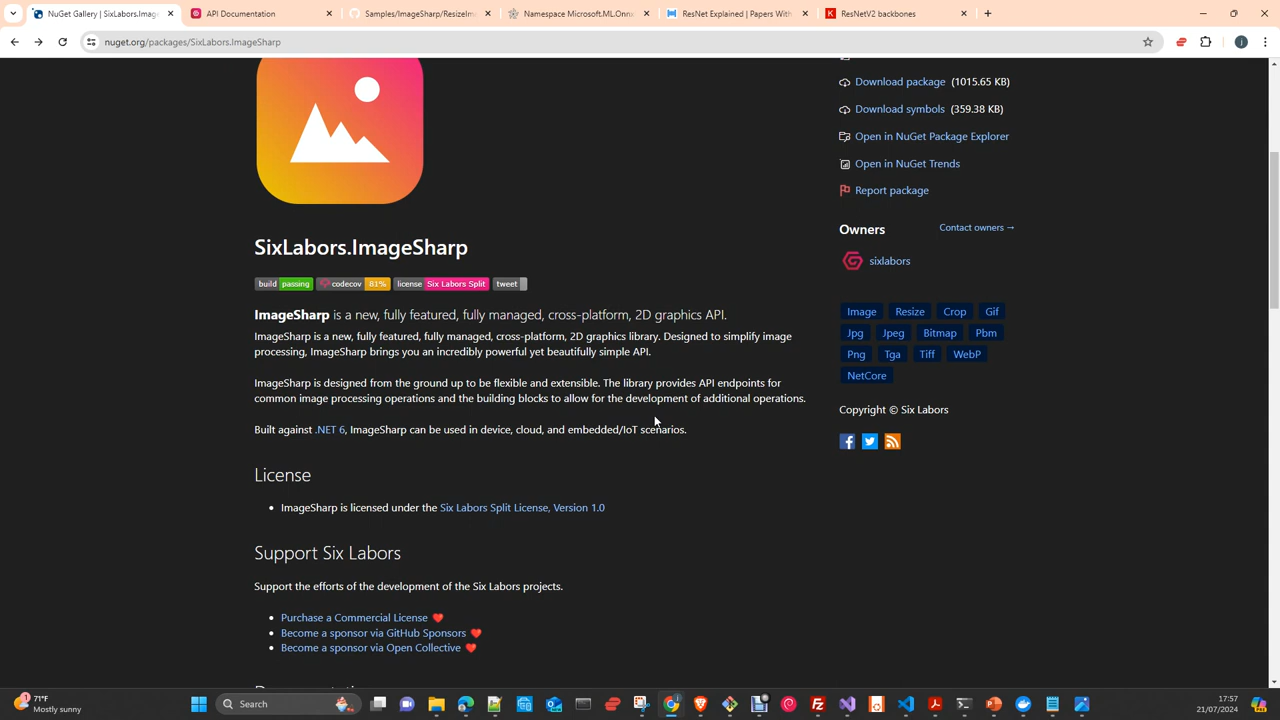 NuGet Gallery | SixLabors.Imag
API Documentation
Samples/ImageSharp/ResizeIm
Namespace Microsoft.ML.Onn
ResNet Explained | Papers With
ResNetV2 backbones
nuget.org/packages/SixLabors.ImageSharp
Download package (1015.65 KB)
Download symbols (359.38 KB)
Open in NuGet Package Explorer
Open in NuGet Trends
Report package
Owners
Contact owners →
sixlabors
Image Resize Crop Gif
Jpg Jpeg Bitmap Pbm
Png Tga Tiff WebP
NetCore
Copyright © Six Labors
SixLabors.ImageSharp
build passing codecov 81% license Six Labors Split tweet
ImageSharp is a new, fully featured, fully managed, cross-platform, 2D graphics API.
ImageSharp is a new, fully featured, fully managed, cross-platform, 2D graphics library. Designed to simplify image
processing, ImageSharp brings you an incredibly powerful yet beautifully simple API.
ImageSharp is designed from the ground up to be flexible and extensible. The library provides API endpoints for
common image processing operations and the building blocks to allow for the development of additional operations.
Built against .NET 6, ImageSharp can be used in device, cloud, and embedded/IoT scenarios.
License
• ImageSharp is licensed under the Six Labors Split License, Version 1.0
Support Six Labors
Support the efforts of the development of the Six Labors projects.
• Purchase a Commercial License ❤️
• Become a sponsor via GitHub Sponsors ❤️
• Become a sponsor via Open Collective ❤️
71°F
Mostly sunny
Search
17:57
21/07/2024